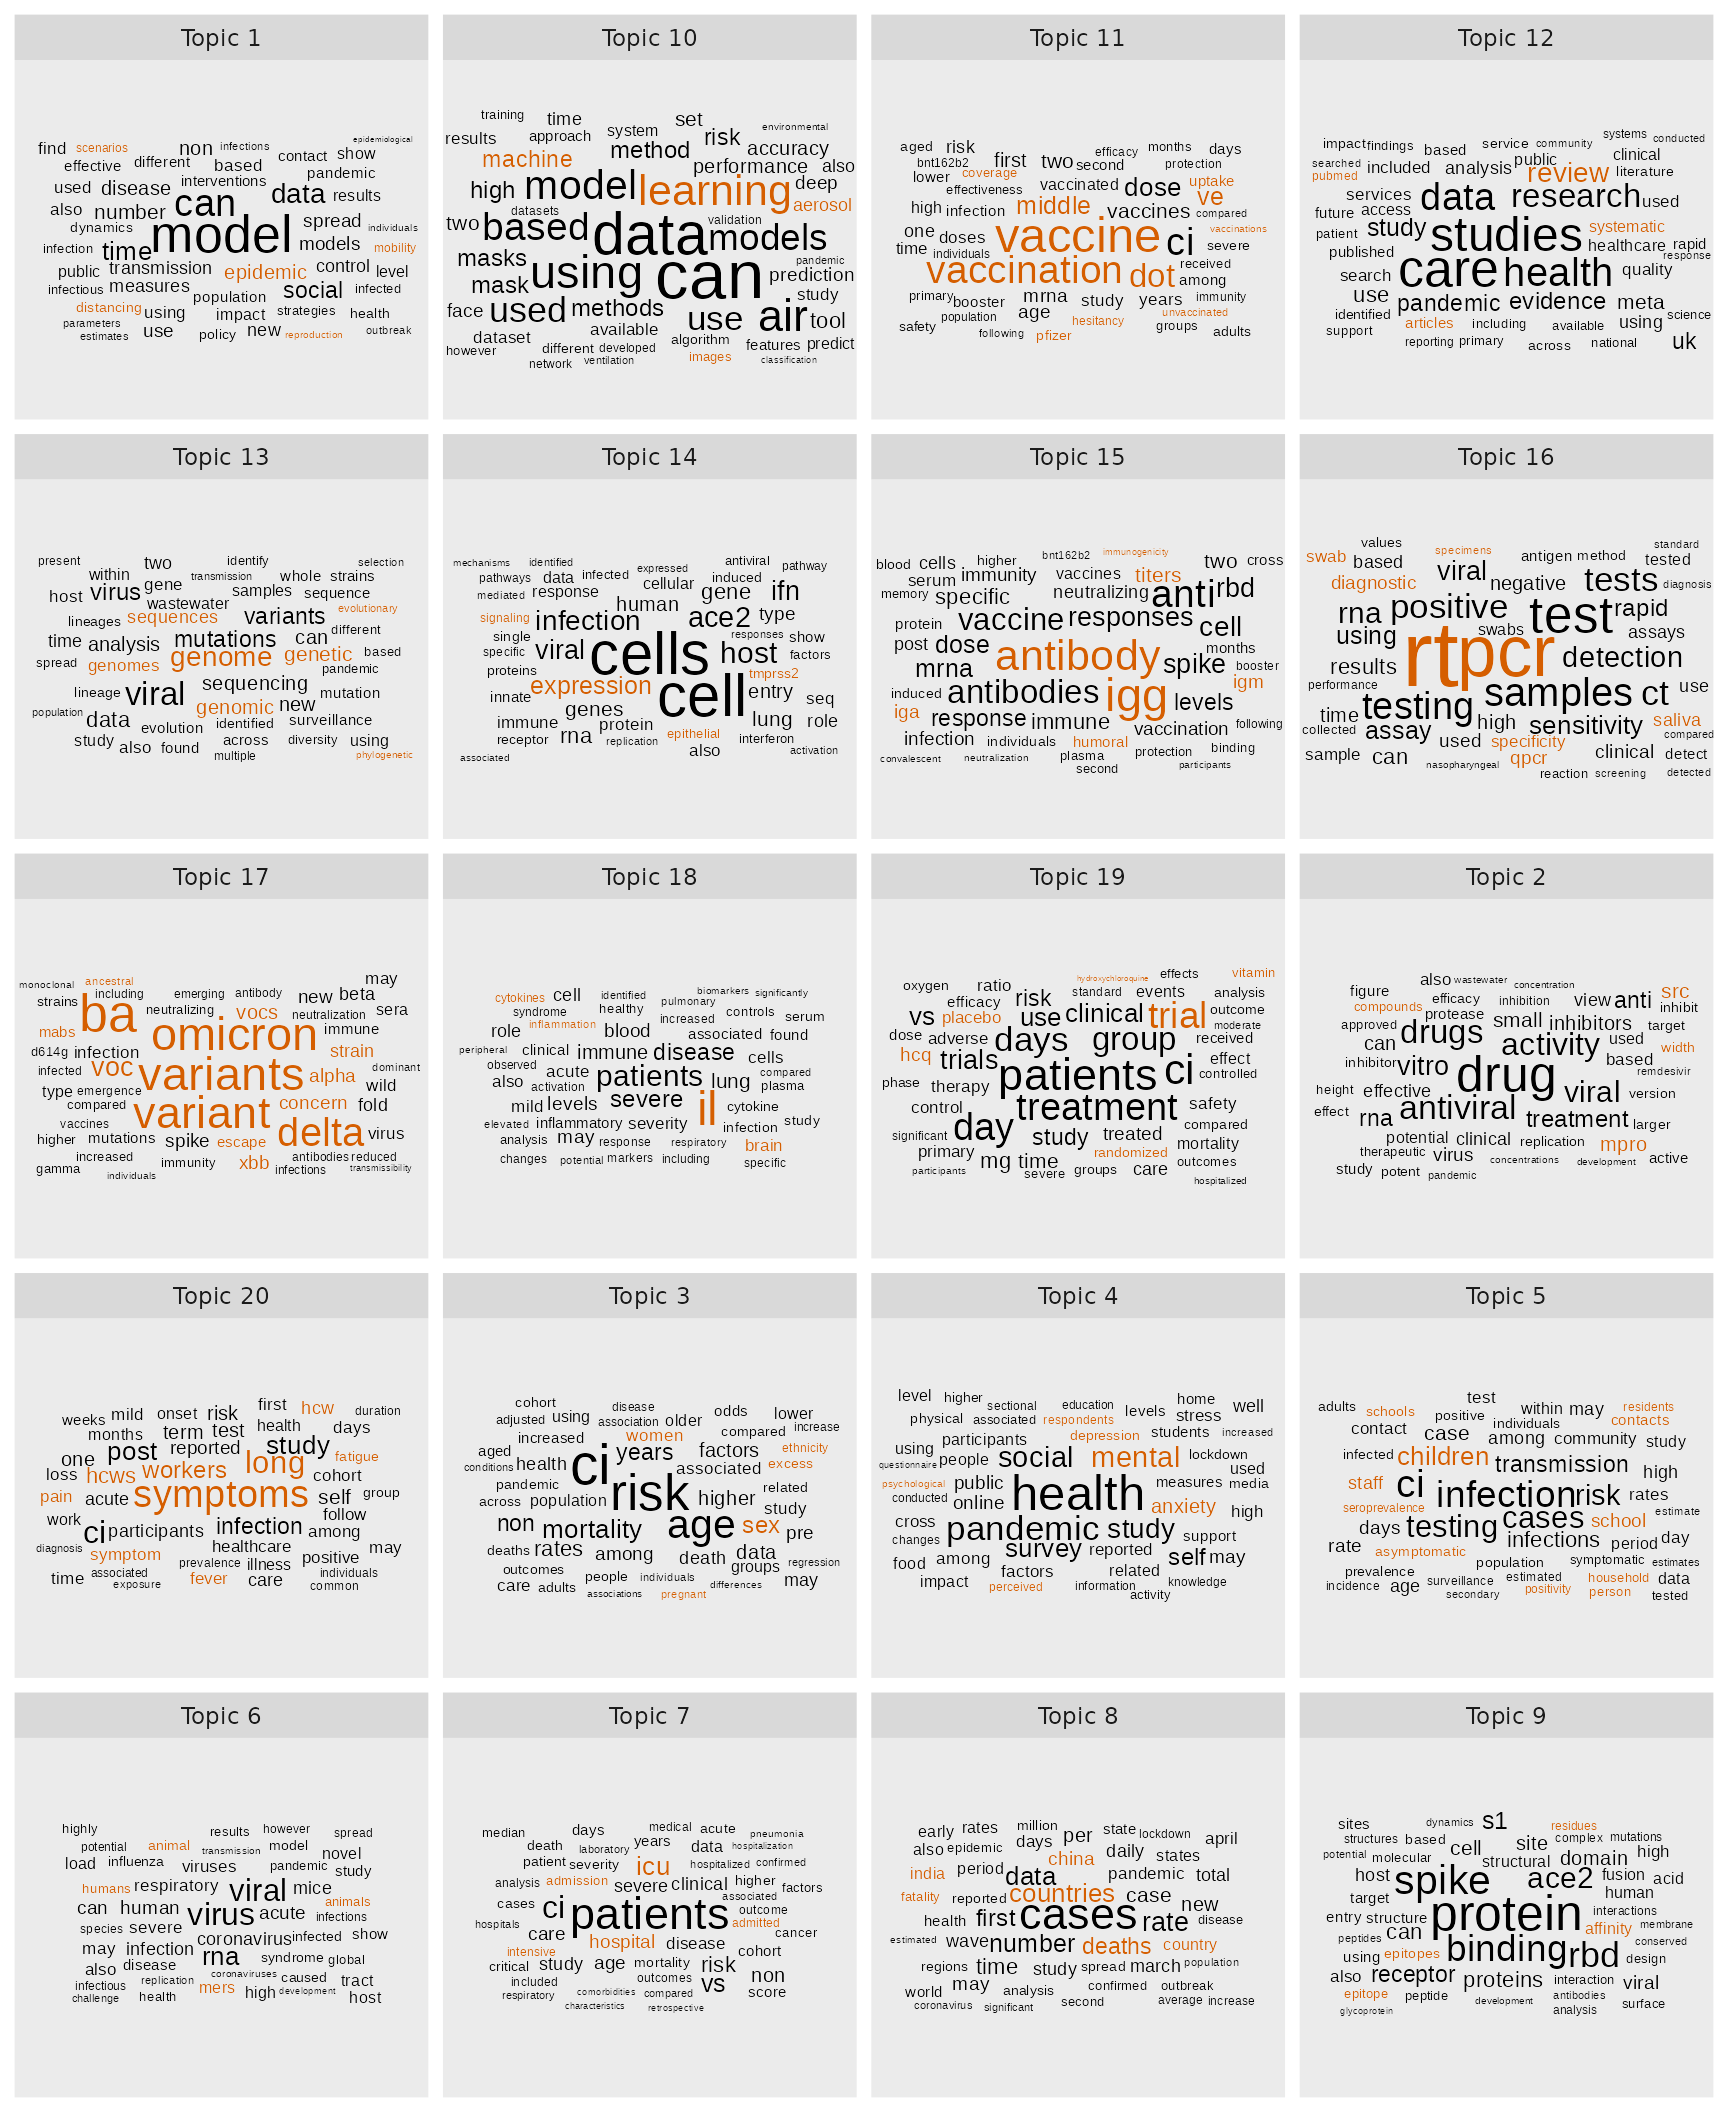 Topic 1
epidemiological
find scenarios non infections contact show
effective different based pandemic
used disease interventions can data results
also number spread
dynamics model individuals
infection time models mobility
public transmission epidemic control level
infectious measures population social infected
distancing using impact strategies health
parameters use policy new reproduction outbreak
estimates
Topic 10
training time set environmental
results approach system risk accuracy
machine method performance also
high model learning deep
datasets validation aerosol
two based data models
masks using can pandemic prediction
mask study
face used methods use air tool
dataset available algorithm features predict
however different developed images classification
network ventilation
Topic 11
aged risk efficacy months days
bnt162b2 first two second protection
lower coverage vaccinated dose uptake
effectiveness ve
high infection middle vaccines compared
one doses vaccine ci vaccinations
time individuals severe
vaccination dot received
among
primary booster mrna study years immunity
population age hesitancy unvaccinated
safety following pfizer groups adults
Topic 12
systems conducted
impact findings based service community clinical
searched included analysis public review literature
pubmed
services data research used
future access
patient study studies systematic
published healthcare rapid
response
search care health quality
use pandemic evidence meta
identified articles including available using science
support reporting primary across national uk
Topic 13
present two identify selection
within gene transmission whole strains
host virus wastewater samples sequence
lineages sequences variants evolutionary
time analysis mutations can different
spread genomes genome genetic based
pandemic
lineage viral sequencing mutation
population genomic new
data evolution identified surveillance
study also found across diversity using
multiple phylogenetic
Topic 14
mechanisms identified expressed antiviral pathway
pathways data infected cellular induced
mediated response human gene ifn
signaling infection ace2 type
single responses show
specific viral cells host factors
proteins tmprss2
innate expression cell entry seq
genes
immune protein lung role
receptor rna replication epithelial interferon
associated also activation
Topic 15
blood cells higher bnt162b2 immunogenicity two cross
serum immunity vaccines titers
memory specific neutralizing anti rbd
protein vaccine responses cell
post dose months
mrna antibody spike booster
igm
induced antibodies igg levels
iga response immune vaccination following
infection individuals humoral protection binding
convalescent neutralization plasma
second participants
Topic 16
values standard
swab based specimens antigen method tested
diagnostic viral negative tests diagnosis
rna positive test rapid
using swabs assays
results rtpcr detection
performance samples ct use
time testing high sensitivity saliva
collected assay used specificity compared
sample can qpcr clinical detect
nasopharyngeal reaction screening detected
Topic 17
monoclonal ancestral may
strains including emerging antibody new beta
ba neutralizing vocs neutralization sera
mabs omicron immune
d614g infection strain
infected voc variants alpha dominant
type emergence wild
compared variant concern fold
vaccines delta
higher mutations spike escape virus
increased immunity xbb antibodies reduced
gamma individuals infections transmissibility
Topic 18
cytokines cell identified biomarkers significantly
syndrome healthy pulmonary
increased controls serum
role inflammation blood associated found
peripheral clinical immune disease cells
observed acute compared
also activation patients lung plasma
mild levels severe il cytokine
elevated inflammatory severity infection study
analysis may response respiratory brain
changes potential markers including specific
Topic 19
oxygen ratio hydroxychloroquine effects vitamin
efficacy risk standard events analysis
vs placebo use clinical trial outcome
moderate
dose adverse days group received
hcq trials effect
phase therapy patients ci controlled
control treatment safety
day compared
significant study treated mortality
primary randomized
participants mg time severe groups care outcomes
hospitalized
Topic 2
also wastewater concentration
figure src
compounds efficacy inhibition view anti
approved protease small inhibitors inhibit
can drugs target
activity used
inhibitor vitro based width
drug remdesivir
height effective viral version
effect rna antiviral treatment larger
potential clinical replication mpro
therapeutic virus concentrations development active
study potent pandemic
Topic 20
first hcw duration
weeks mild onset risk
months term test health days
one post reported study
loss hcws workers long fatigue
cohort
pain acute symptoms self group
work follow
ci participants infection among
diagnosis symptom healthcare may
prevalence illness positive
time associated fever care individuals
exposure common
Topic 3
cohort disease odds lower
adjusted using association older increase
increased women compared
aged years factors ethnicity
conditions health ci associated excess
pandemic related
across population risk higher study
non mortality age sex pre
deaths rates among death data
outcomes groups regression
care adults people individuals differences may
associations pregnant
Topic 4
level higher sectional education home well
physical associated respondents levels stress
using participants depression students increased
questionnaire people social mental lockdown
psychological public measures used
conducted online health anxiety media
cross high
changes pandemic study support
food among survey reported self may
impact factors related
perceived information knowledge
activity
Topic 5
test
adults schools positive within may residents
contact case individuals contacts
among community study
infected children transmission
staff ci high
seroprevalence infection risk rates
days testing cases school estimate
rate asymptomatic infections period day
prevalence population symptomatic estimates
incidence age surveillance estimated household data
secondary positivity person tested
Topic 6
highly results however spread
potential animal transmission model novel
load influenza viruses pandemic study
humans respiratory viral mice
can human virus acute animals
infections
species severe coronavirus infected show
may infection rna syndrome global
also disease coronaviruses caused tract
infectious replication mers high development
challenge health host
Topic 7
median days medical acute pneumonia
death laboratory years data hospitalization
patient severity icu hospitalized confirmed
analysis admission severe clinical higher factors
cases ci patients associated
outcome
hospitals admitted cancer
care hospital disease
intensive cohort
critical study age mortality risk
included outcomes vs non
respiratory comorbidities compared score
characteristics retrospective
Topic 8
early rates million per state lockdown april
also epidemic days daily
china states
india period data pandemic total
fatality reported countries case new
health first cases rate disease
estimated wave number deaths country
regions time study spread march population
world may analysis confirmed outbreak
coronavirus significant second average increase
Topic 9
sites dynamics s1 residues
structures based cell site complex mutations
potential molecular structural domain high
host spike ace2 fusion acid
target human
entry structure protein interactions
peptides can affinity membrane
using epitopes binding rbd conserved
design
also receptor proteins interaction viral
epitope peptide development antibodies
glycoprotein analysis surface